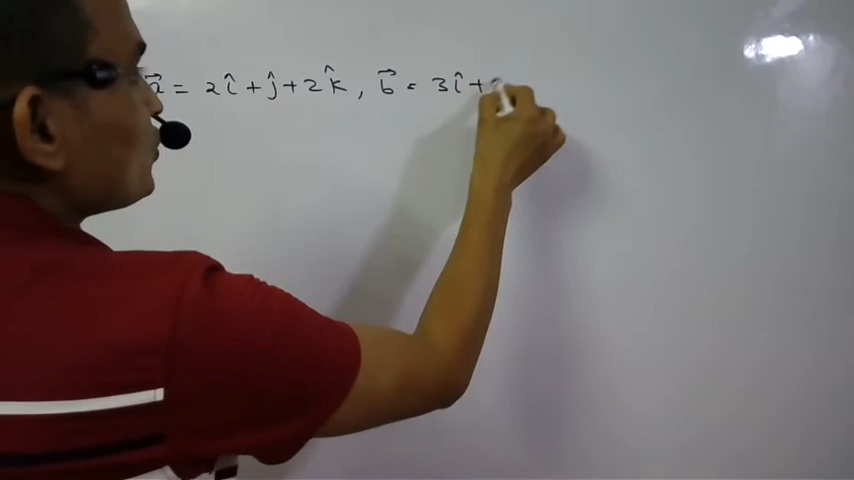 a⃗ = 2î + ĵ + 2k̂ , b⃗ = 3î +